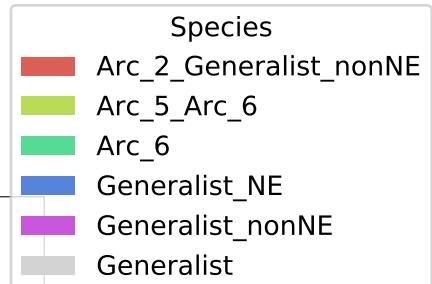 Species
Arc_2_Generalist_nonNE
Arc_5_Arc_6
Arc_6
Generalist_NE
Generalist_nonNE
Generalist